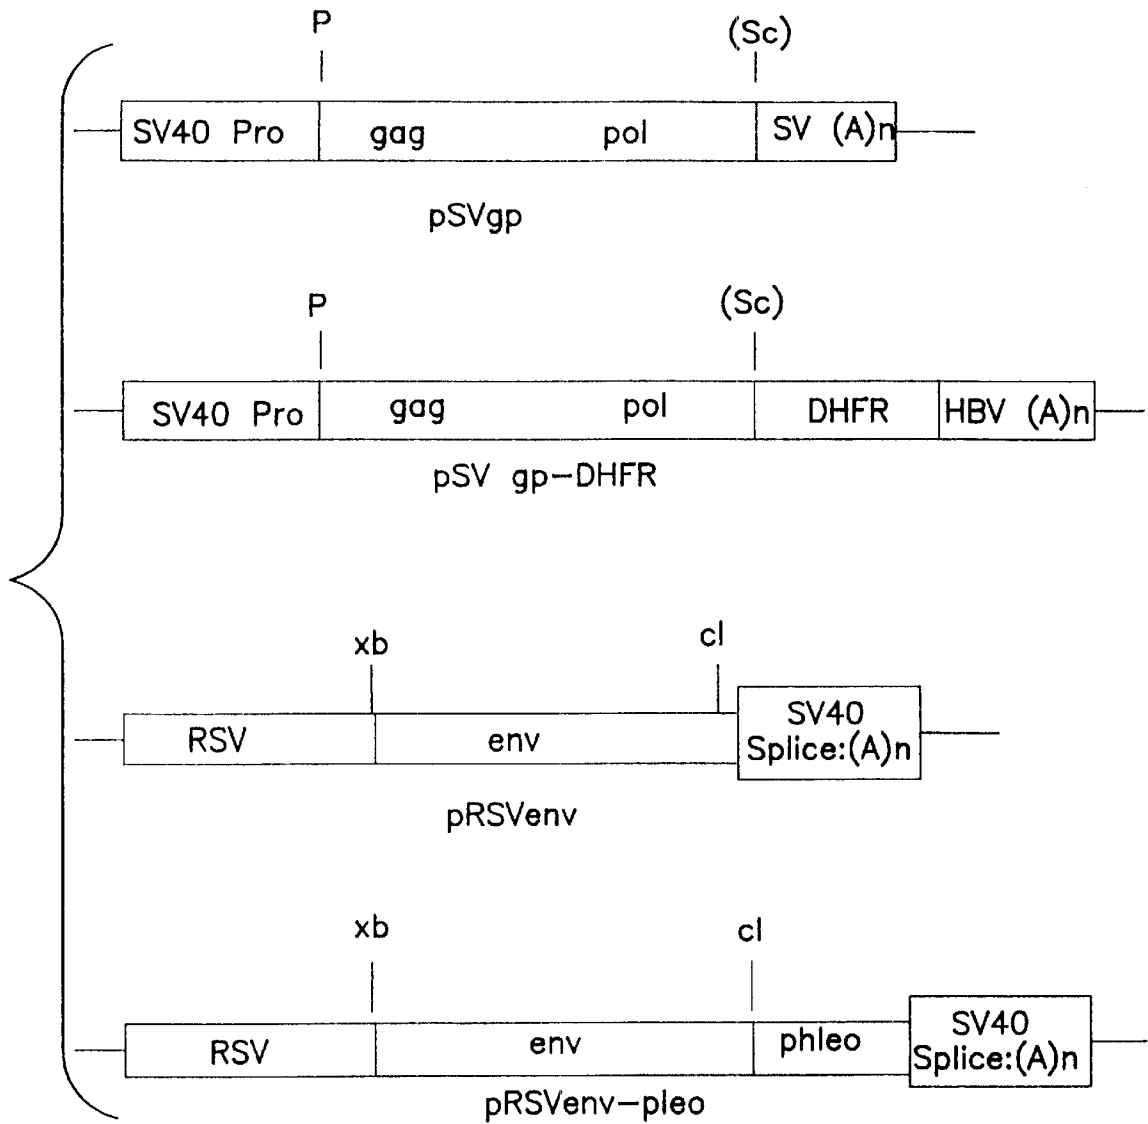 P (Sc)
SV40 Pro gag pol SV (A)n
pSVgp
P (Sc)
SV40 Pro gag pol DHFR HBV (A)n
pSV gp-DHFR
xb cl
RSV env SV40
Splice:(A)n
pRSVenv
xb cl
RSV env phleo SV40
Splice:(A)n
pRSVenv-pleo